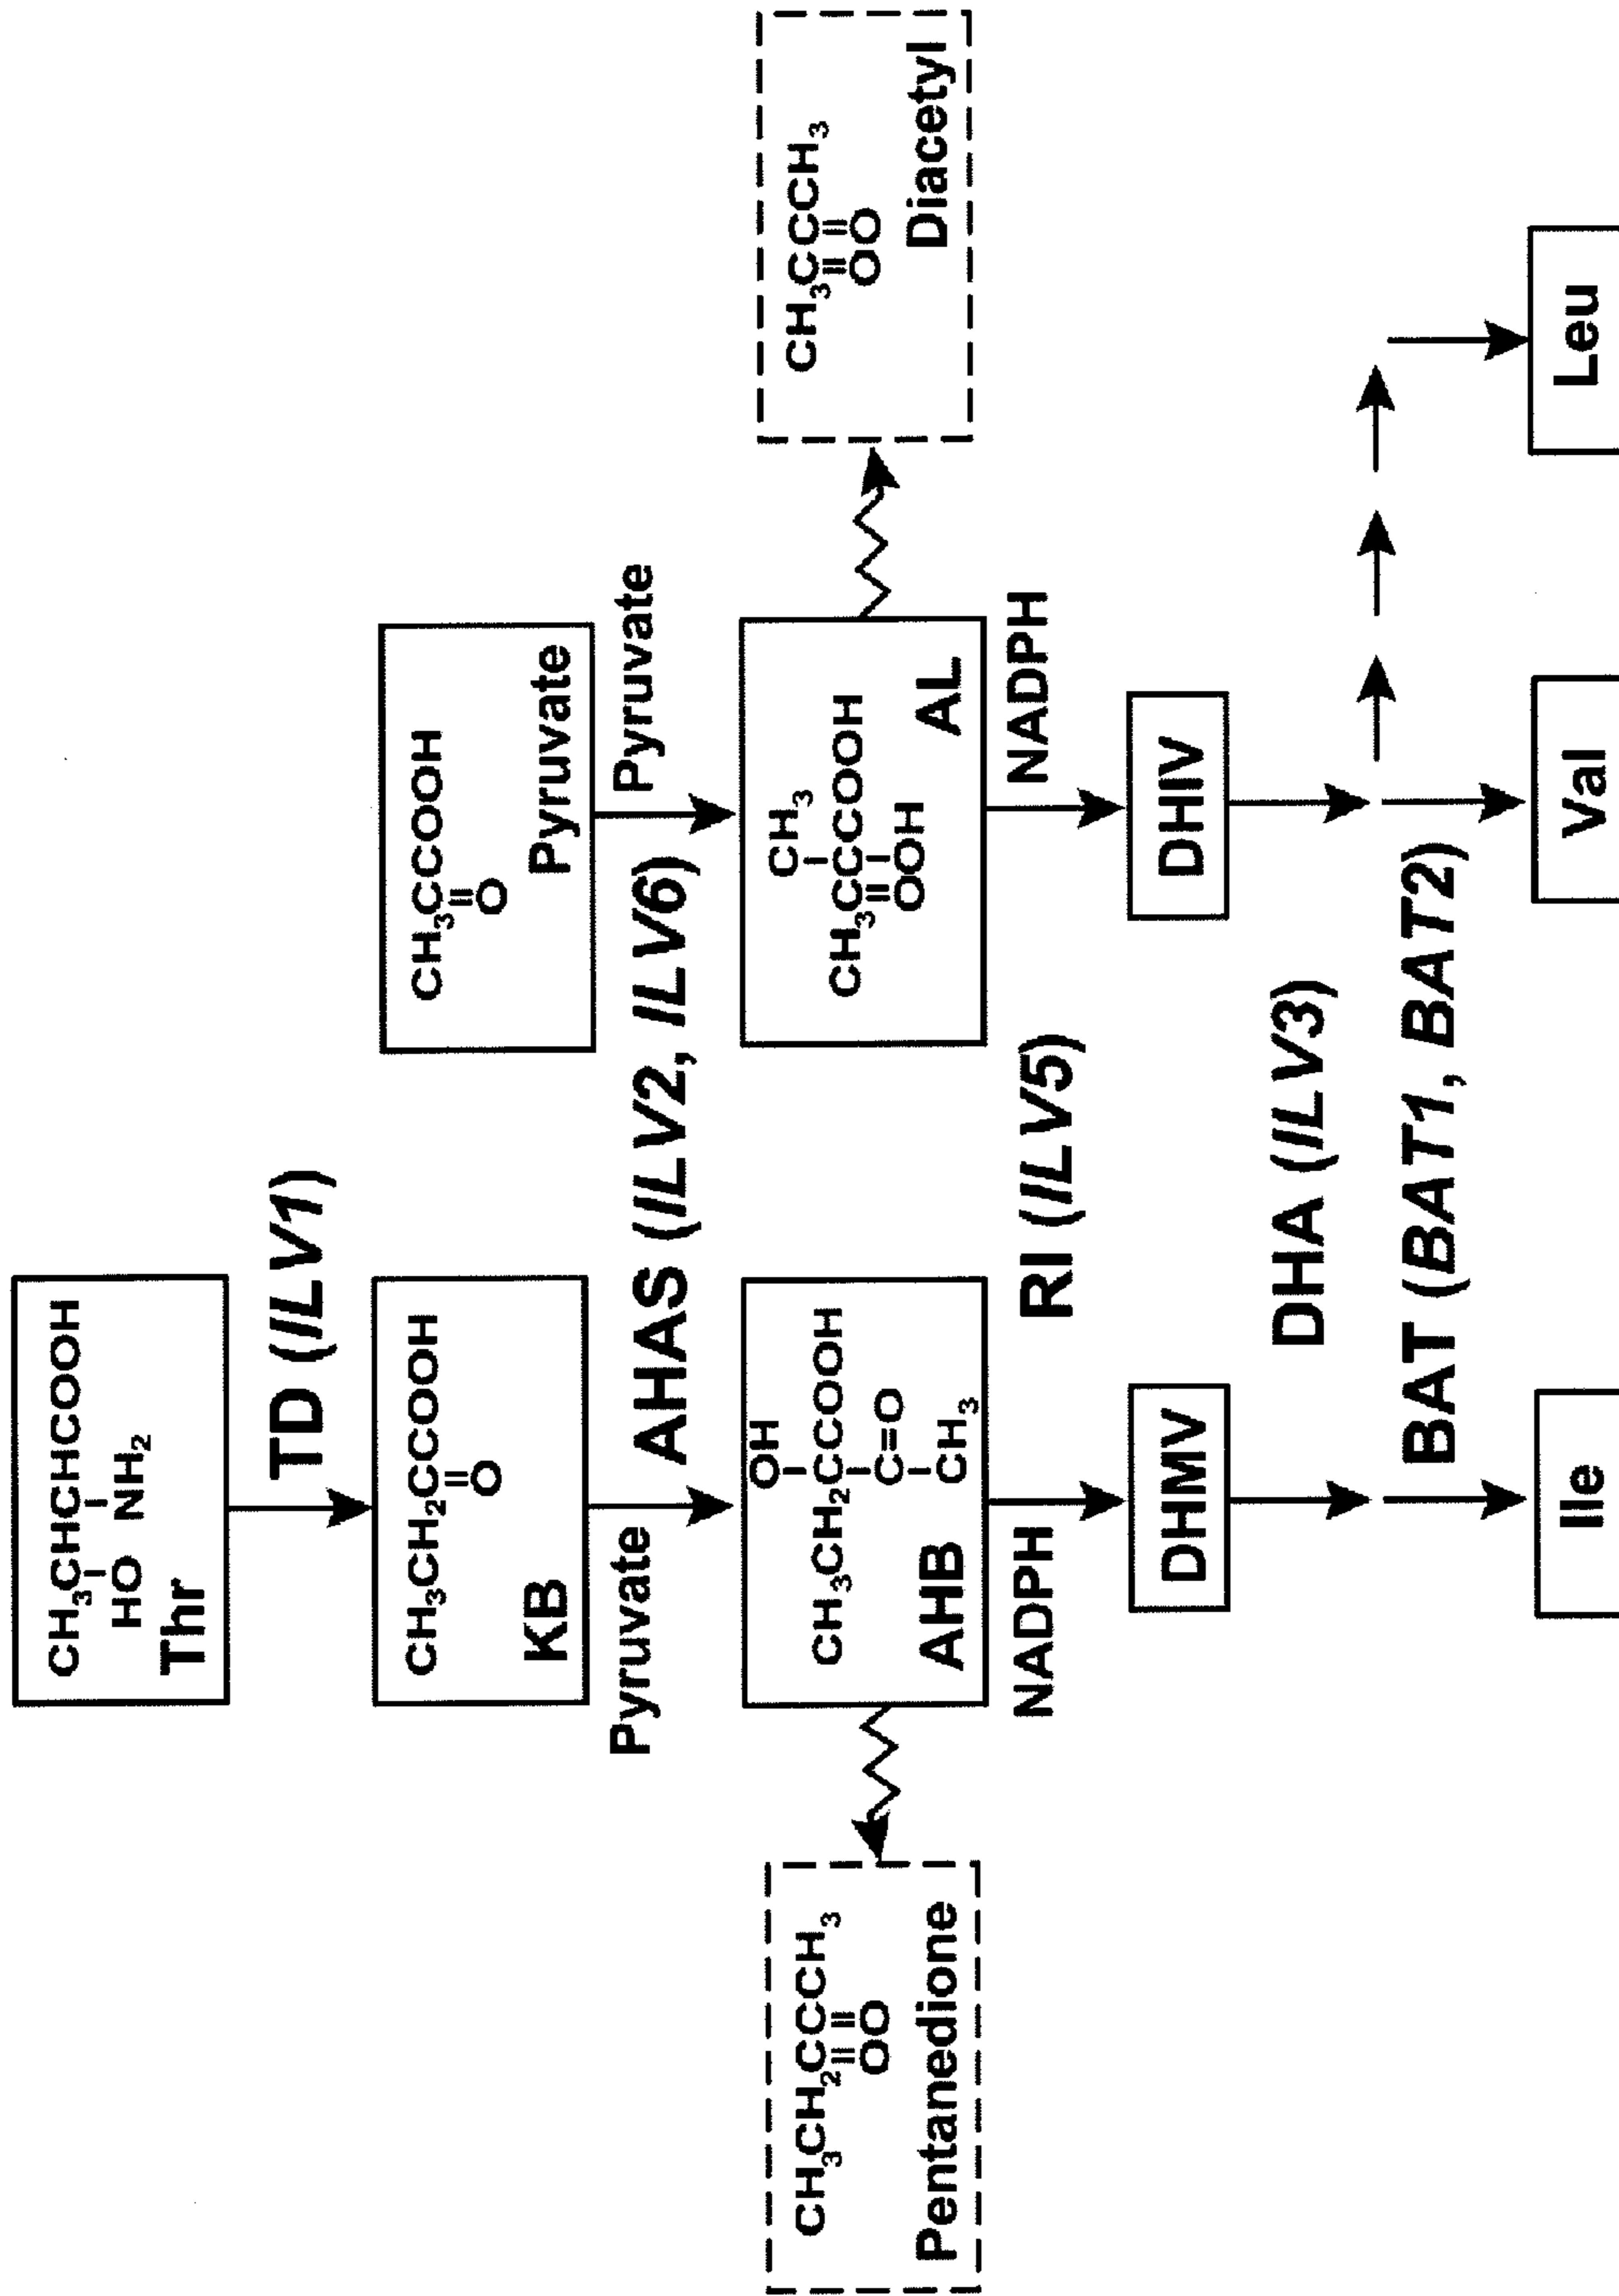 CH3CHCHCOOH
HO NH2
Thr
TD (ILV1)
CH3CH2CCOOH
O
KB
CH3CCOOH
O
Pyruvate
Pyruvate
AHAS (ILV2, ILV6)
Pyruvate
CH3CH2CCCH3
OO
Pentanedione
OH
CH3CH2CCOOH
C=O
CH3
AHB
CH3
CH3CCCOOH
OOH
AL
CH3CCCH3
OO
Diacetyl
NADPH
RI (ILV5)
NADPH
DHMV
DHIV
DHA (ILV3)
BAT (BAT1, BAT2)
Ile
Val
Leu